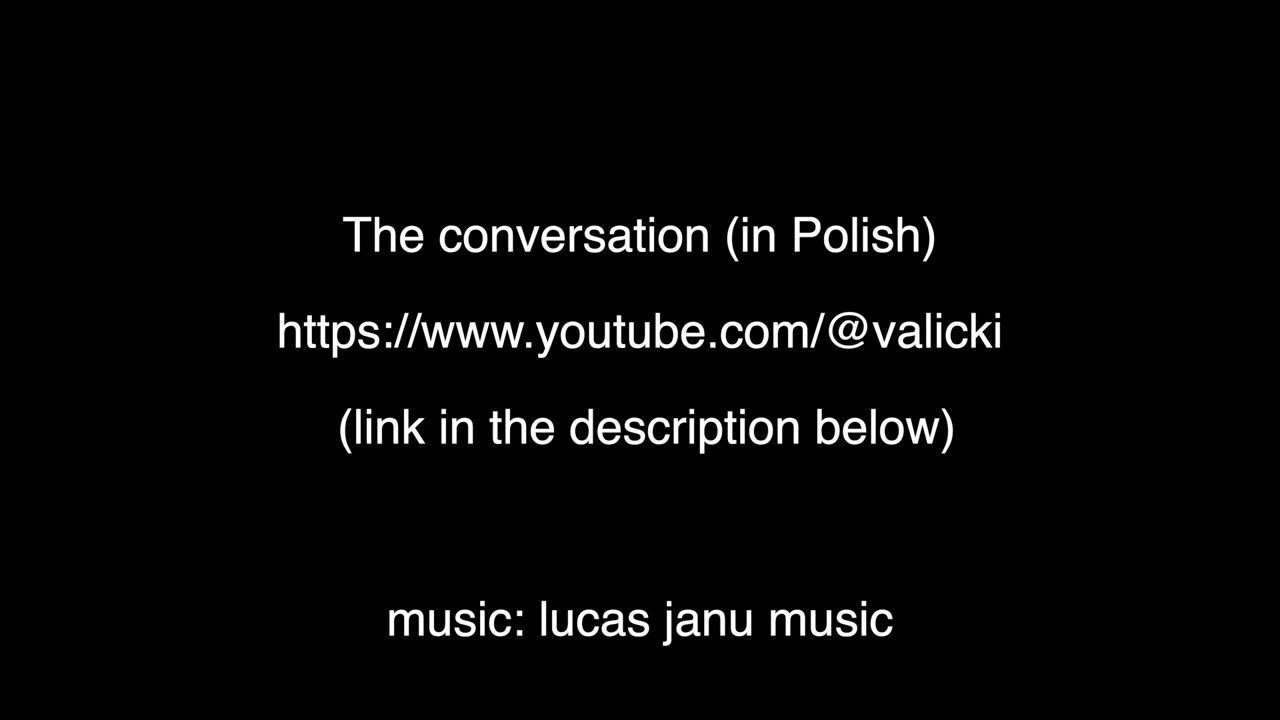 The conversation (in Polish)
https://www.youtube.com/@valicki
(link in the description below)
music: lucas janu music